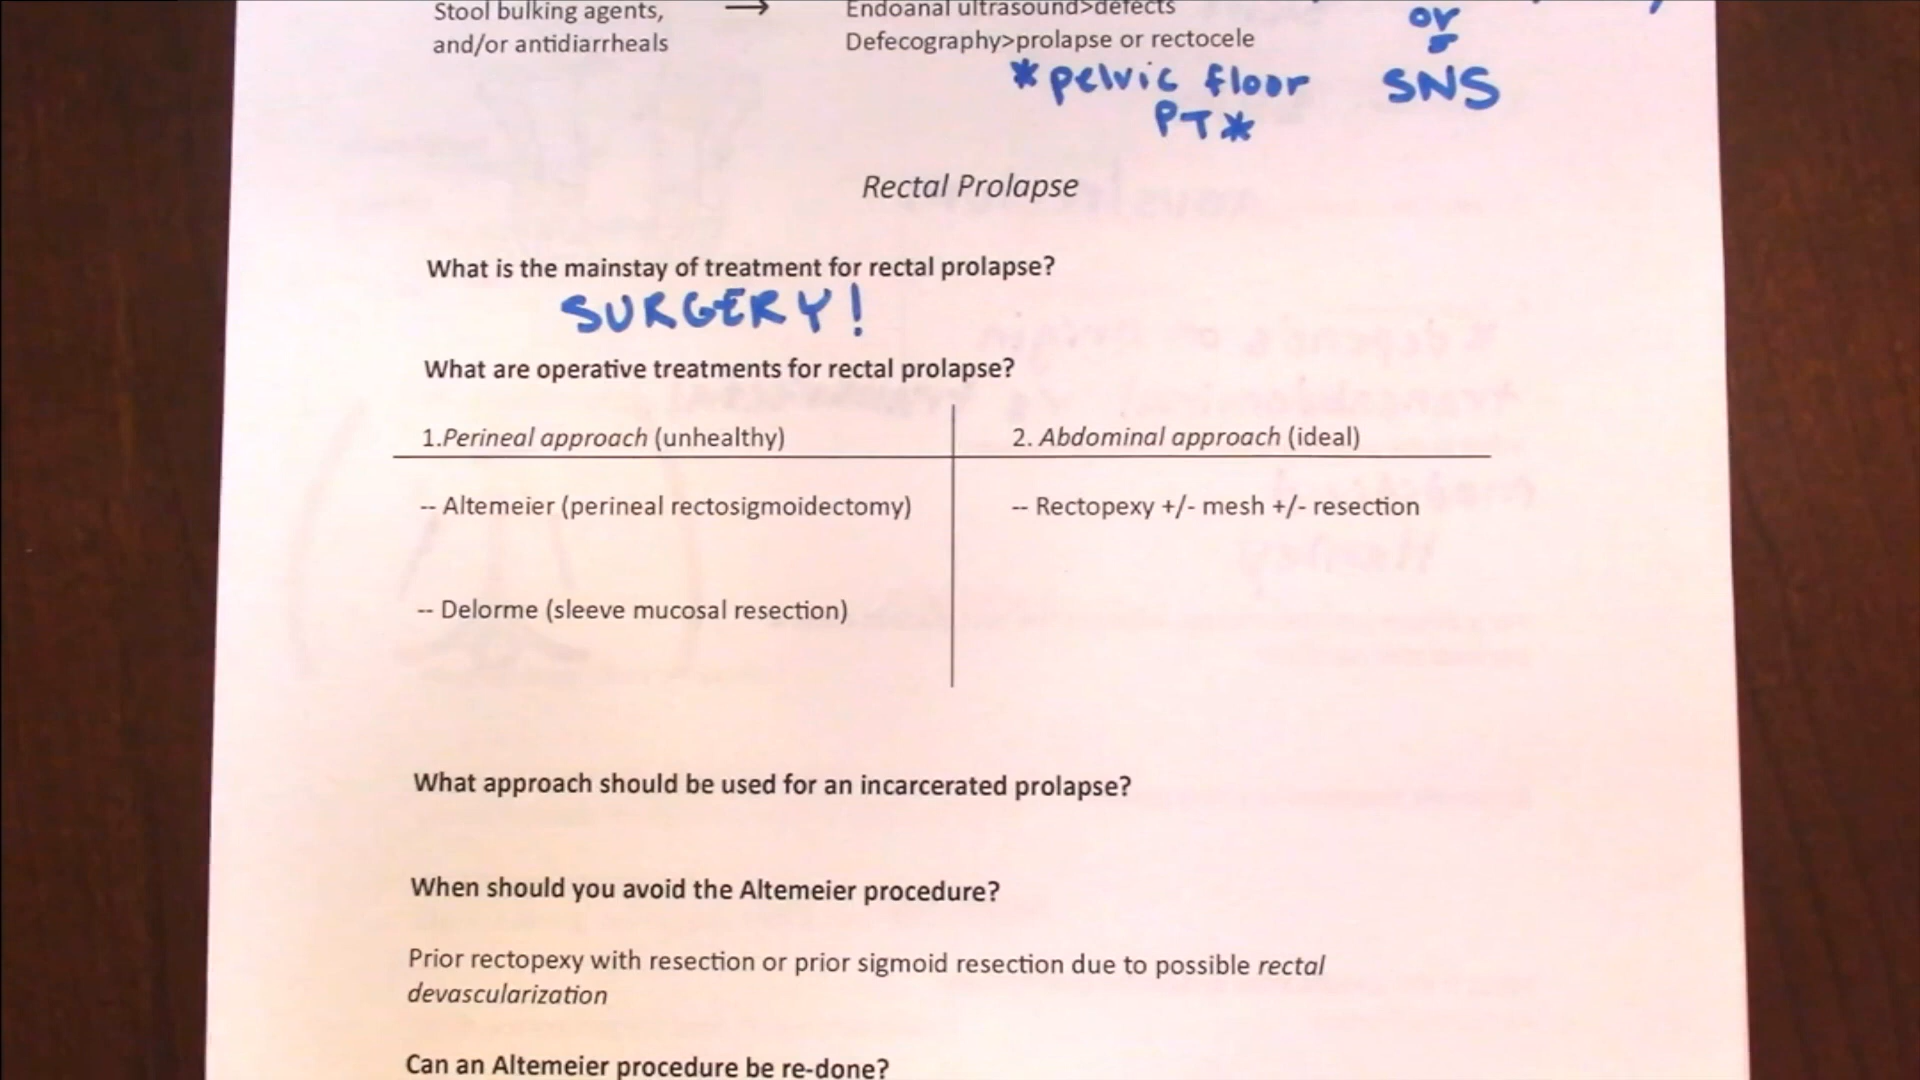 Stool bulking agents, → Endoanal ultrasound>defects or
and/or antidiarrheals Defecography>prolapse or rectocele
*pelvic floor SNS
PT*
Rectal Prolapse
What is the mainstay of treatment for rectal prolapse?
SURGERY!
What are operative treatments for rectal prolapse?
1.Perineal approach (unhealthy) 2. Abdominal approach (ideal)
-- Altemeier (perineal rectosigmoidectomy) -- Rectopexy +/- mesh +/- resection
-- Delorme (sleeve mucosal resection)
What approach should be used for an incarcerated prolapse?
When should you avoid the Altemeier procedure?
Prior rectopexy with resection or prior sigmoid resection due to possible rectal
devascularization
Can an Altemeier procedure be re-done?